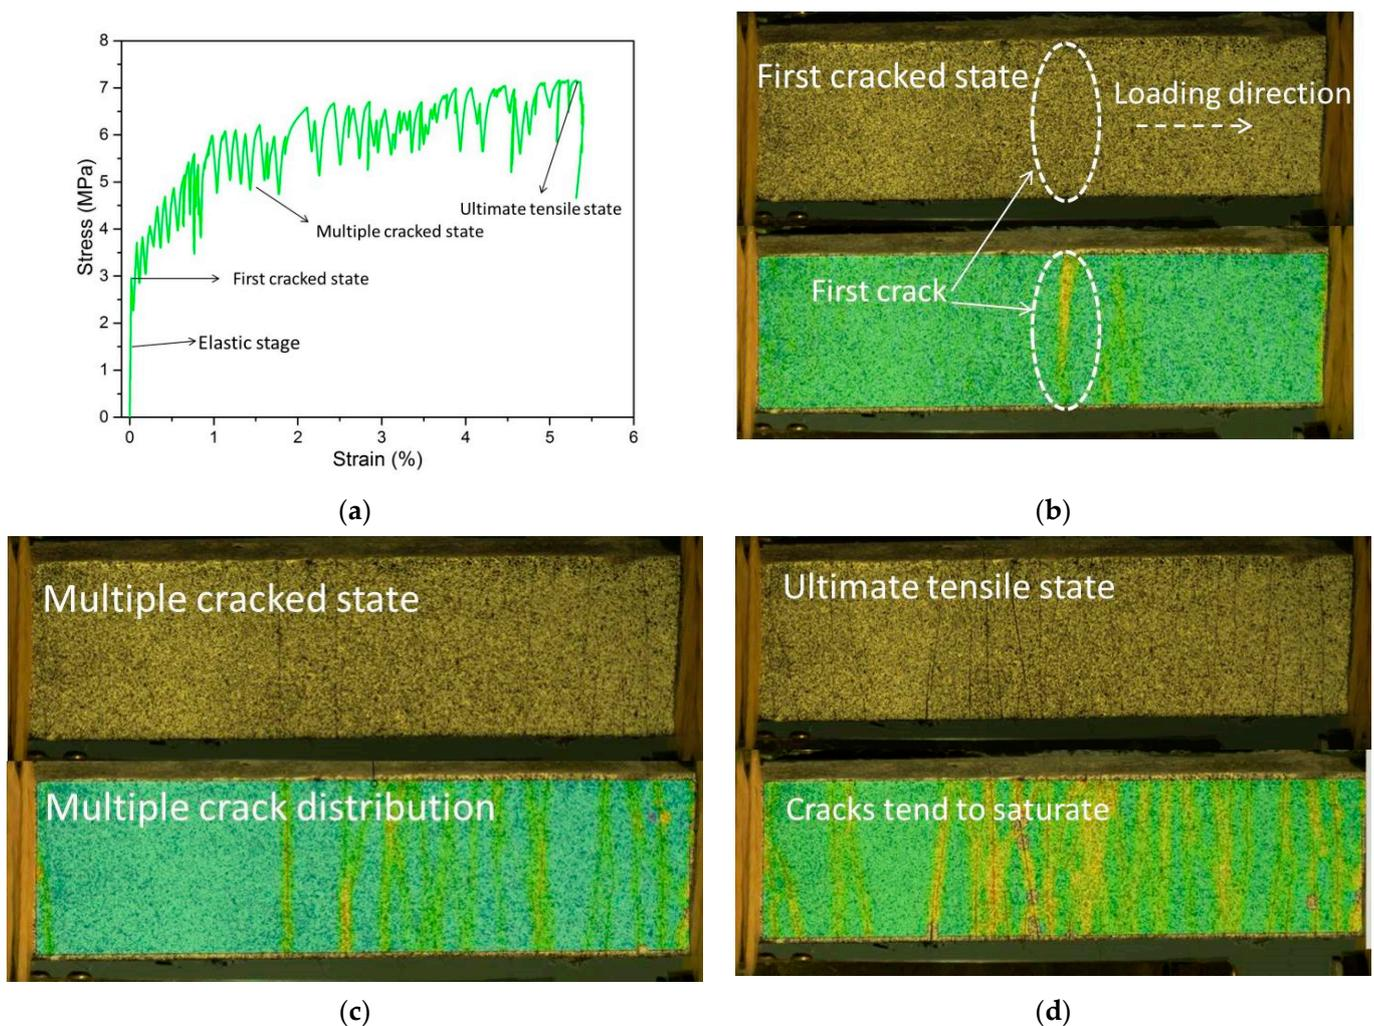 8
7
6
5
4
3
2
1
0
Stress (MPa)
Ultimate tensile state
Multiple cracked state
First cracked state
Elastic stage
0 1 2 3 4 5 6
Strain (%)
(a)
First cracked state
Loading direction
First crack
(b)
Multiple cracked state
Multiple crack distribution
(c)
Ultimate tensile state
Cracks tend to saturate
(d)